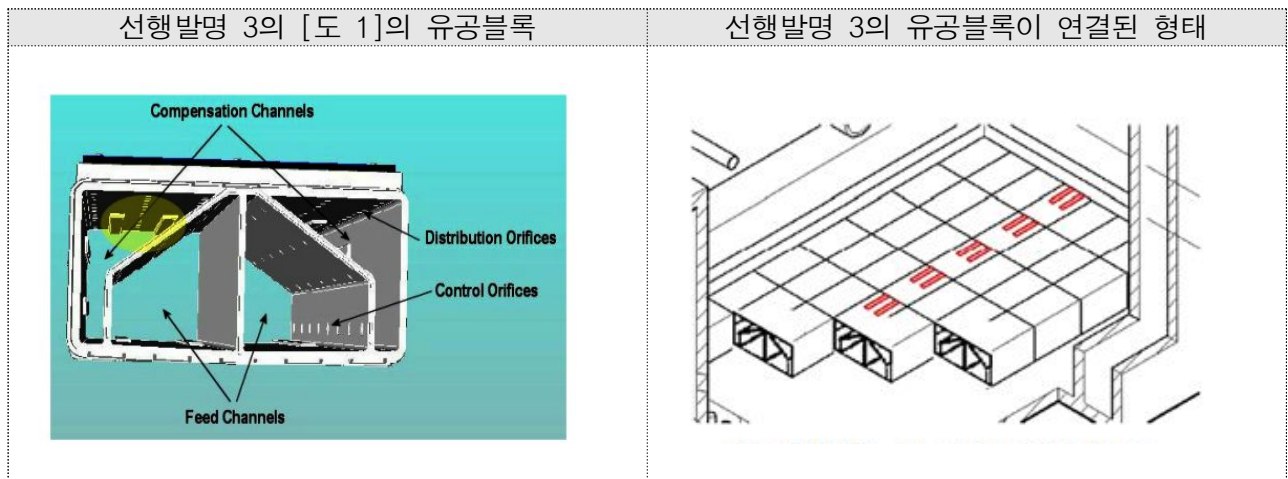 선행발명 3의 [도 1]의 유공블록
선행발명 3의 유공블록이 연결된 형태
Compensation Channels
Distribution Orifices
Control Orifices
Feed Channels